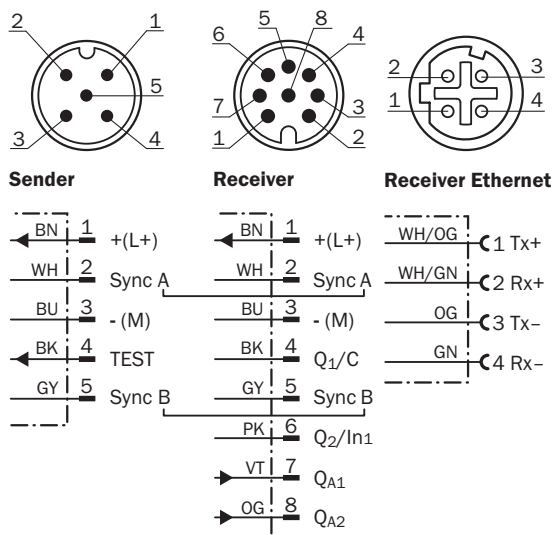 2 1
5
3 4
5 8
6 4
7 3
1 2
2 3
1 4
Sender
Receiver
Receiver Ethernet
BN 1 +(L+)
WH 2 Sync A
BU 3 - (M)
BK 4 TEST
GY 5 Sync B
BN 1 +(L+)
WH 2 Sync A
BU 3 - (M)
BK 4 Q1/C
GY 5 Sync B
PK 6 Q2/In1
VT 7 QA1
OG 8 QA2
WH/OG 1 Tx+
WH/GN 2 Rx+
OG 3 Tx–
GN 4 Rx–